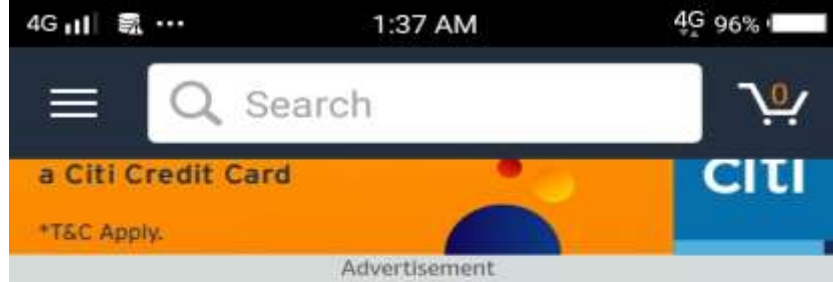 4G 1:37 AM 4G 96%
Search
0
a Citi Credit Card
citi
*T&C Apply.
Advertisement